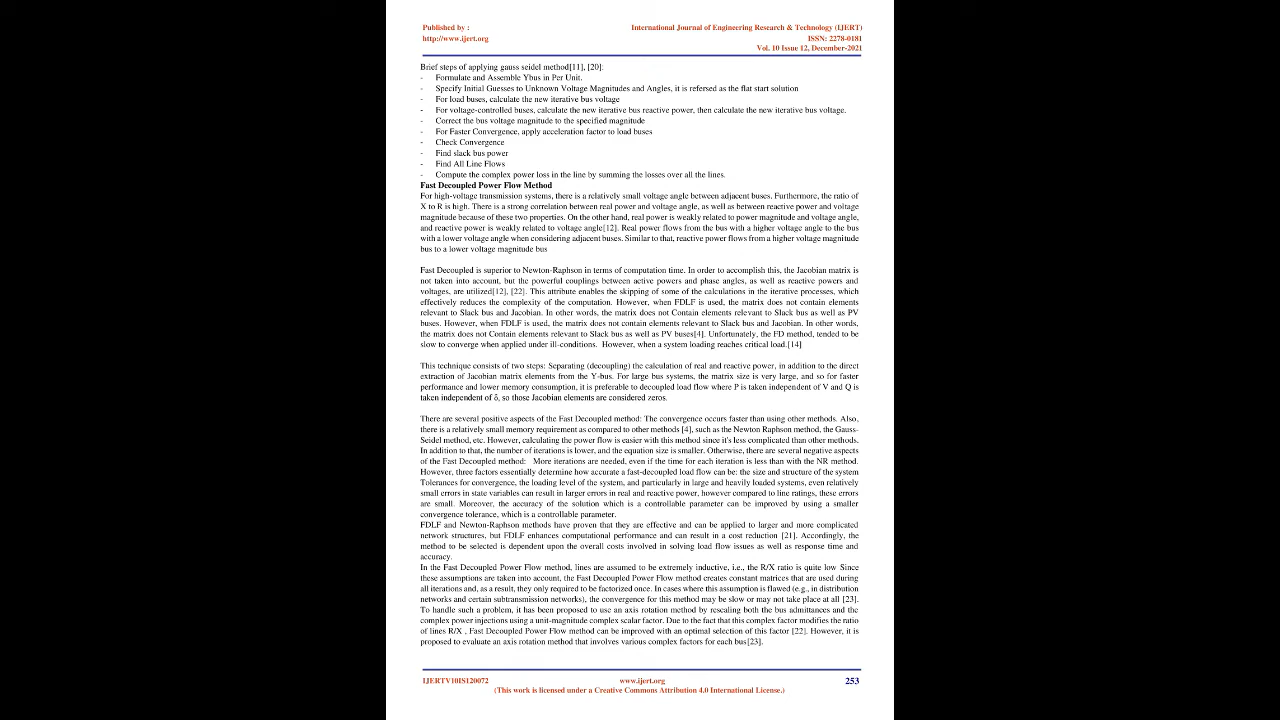 Published by :
http://www.ijert.org
International Journal of Engineering Research & Technology (IJERT)
ISSN: 2278-0181
Vol. 10 Issue 12, December-2021
Brief steps of applying gauss seidel method[11], [20]:
- Formulate and Assemble Ybus in Per Unit.
- Specify Initial Guesses to Unknown Voltage Magnitudes and Angles, it is refersed as the flat start solution
- For load buses, calculate the new iterative bus voltage
- For voltage-controlled buses, calculate the new iterative bus reactive power, then calculate the new iterative bus voltage.
- Correct the bus voltage magnitude to the specified magnitude
- For Faster Convergence, apply acceleration factor to load buses
- Check Convergence
- Find slack bus power
- Find All Line Flows
- Compute the complex power loss in the line by summing the losses over all the lines.
Fast Decoupled Power Flow Method
For high-voltage transmission systems, there is a relatively small voltage angle between adjacent buses. Furthermore, the ratio of
X to R is high. There is a strong correlation between real power and voltage angle, as well as between reactive power and voltage
magnitude because of these two properties. On the other hand, real power is weakly related to power magnitude and voltage angle,
and reactive power is weakly related to voltage angle[12]. Real power flows from the bus with a higher voltage angle to the bus
with a lower voltage angle when considering adjacent buses. Similar to that, reactive power flows from a higher voltage magnitude
bus to a lower voltage magnitude bus
Fast Decoupled is superior to Newton-Raphson in terms of computation time. In order to accomplish this, the Jacobian matrix is
not taken into account, but the powerful couplings between active powers and phase angles, as well as reactive powers and
voltages, are utilized[12], [22]. This attribute enables the skipping of some of the calculations in the iterative processes, which
effectively reduces the complexity of the computation. However, when FDLF is used, the matrix does not contain elements
relevant to Slack bus and Jacobian. In other words, the matrix does not Contain elements relevant to Slack bus as well as PV
buses. However, when FDLF is used, the matrix does not contain elements relevant to Slack bus and Jacobian. In other words,
the matrix does not Contain elements relevant to Slack bus as well as PV buses[4]. Unfortunately, the FD method, tended to be
slow to converge when applied under ill-conditions. However, when a system loading reaches critical load.[14]
This technique consists of two steps: Separating (decoupling) the calculation of real and reactive power, in addition to the direct
extraction of Jacobian matrix elements from the Y-bus. For large bus systems, the matrix size is very large, and so for faster
performance and lower memory consumption, it is preferable to decoupled load flow where P is taken independent of V and Q is
taken independent of δ, so those Jacobian elements are considered zeros.
There are several positive aspects of the Fast Decoupled method: The convergence occurs faster than using other methods. Also,
there is a relatively small memory requirement as compared to other methods [4], such as the Newton Raphson method, the Gauss-
Seidel method, etc. However, calculating the power flow is easier with this method since it's less complicated than other methods.
In addition to that, the number of iterations is lower, and the equation size is smaller. Otherwise, there are several negative aspects
of the Fast Decoupled method: More iterations are needed, even if the time for each iteration is less than with the NR method.
However, three factors essentially determine how accurate a fast-decoupled load flow can be: the size and structure of the system
Tolerances for convergence, the loading level of the system, and particularly in large and heavily loaded systems, even relatively
small errors in state variables can result in larger errors in real and reactive power, however compared to line ratings, these errors
are small. Moreover, the accuracy of the solution which is a controllable parameter can be improved by using a smaller
convergence tolerance, which is a controllable parameter.
FDLF and Newton-Raphson methods have proven that they are effective and can be applied to larger and more complicated
network structures, but FDLF enhances computational performance and can result in a cost reduction [21]. Accordingly, the
method to be selected is dependent upon the overall costs involved in solving load flow issues as well as response time and
accuracy.
In the Fast Decoupled Power Flow method, lines are assumed to be extremely inductive, i.e., the R/X ratio is quite low Since
these assumptions are taken into account, the Fast Decoupled Power Flow method creates constant matrices that are used during
all iterations and, as a result, they only required to be factorized once. In cases where this assumption is flawed (e.g., in distribution
networks and certain subtransmission networks), the convergence for this method may be slow or may not take place at all [23].
To handle such a problem, it has been proposed to use an axis rotation method by rescaling both the bus admittances and the
complex power injections using a unit-magnitude complex scalar factor. Due to the fact that this complex factor modifies the ratio
of lines R/X , Fast Decoupled Power Flow method can be improved with an optimal selection of this factor [22]. However, it is
proposed to evaluate an axis rotation method that involves various complex factors for each bus[23].
IJERTV10IS120072
www.ijert.org
253
(This work is licensed under a Creative Commons Attribution 4.0 International License.)